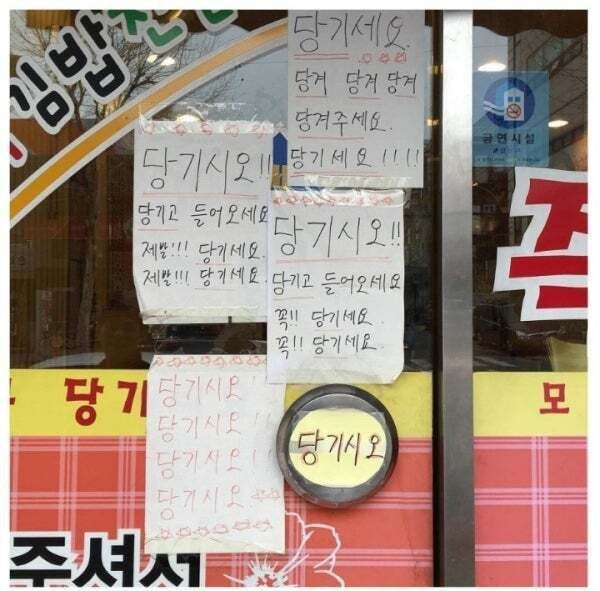 김밥천
당기세요.
당겨 당겨 당겨
당겨주세요.
당기세요!!!!
금연시설
당기시오!!
당기고 들어오세요
제발!!! 당기세요.
제발!!! 당기세요.
당기시오!!
담기고 들어오세요
꼭!! 당기세요.
꼭!! 당기세요.
당기시오!
당기시오!!
당기시오!!
당기시오
당기시오
당기
모
주셔서